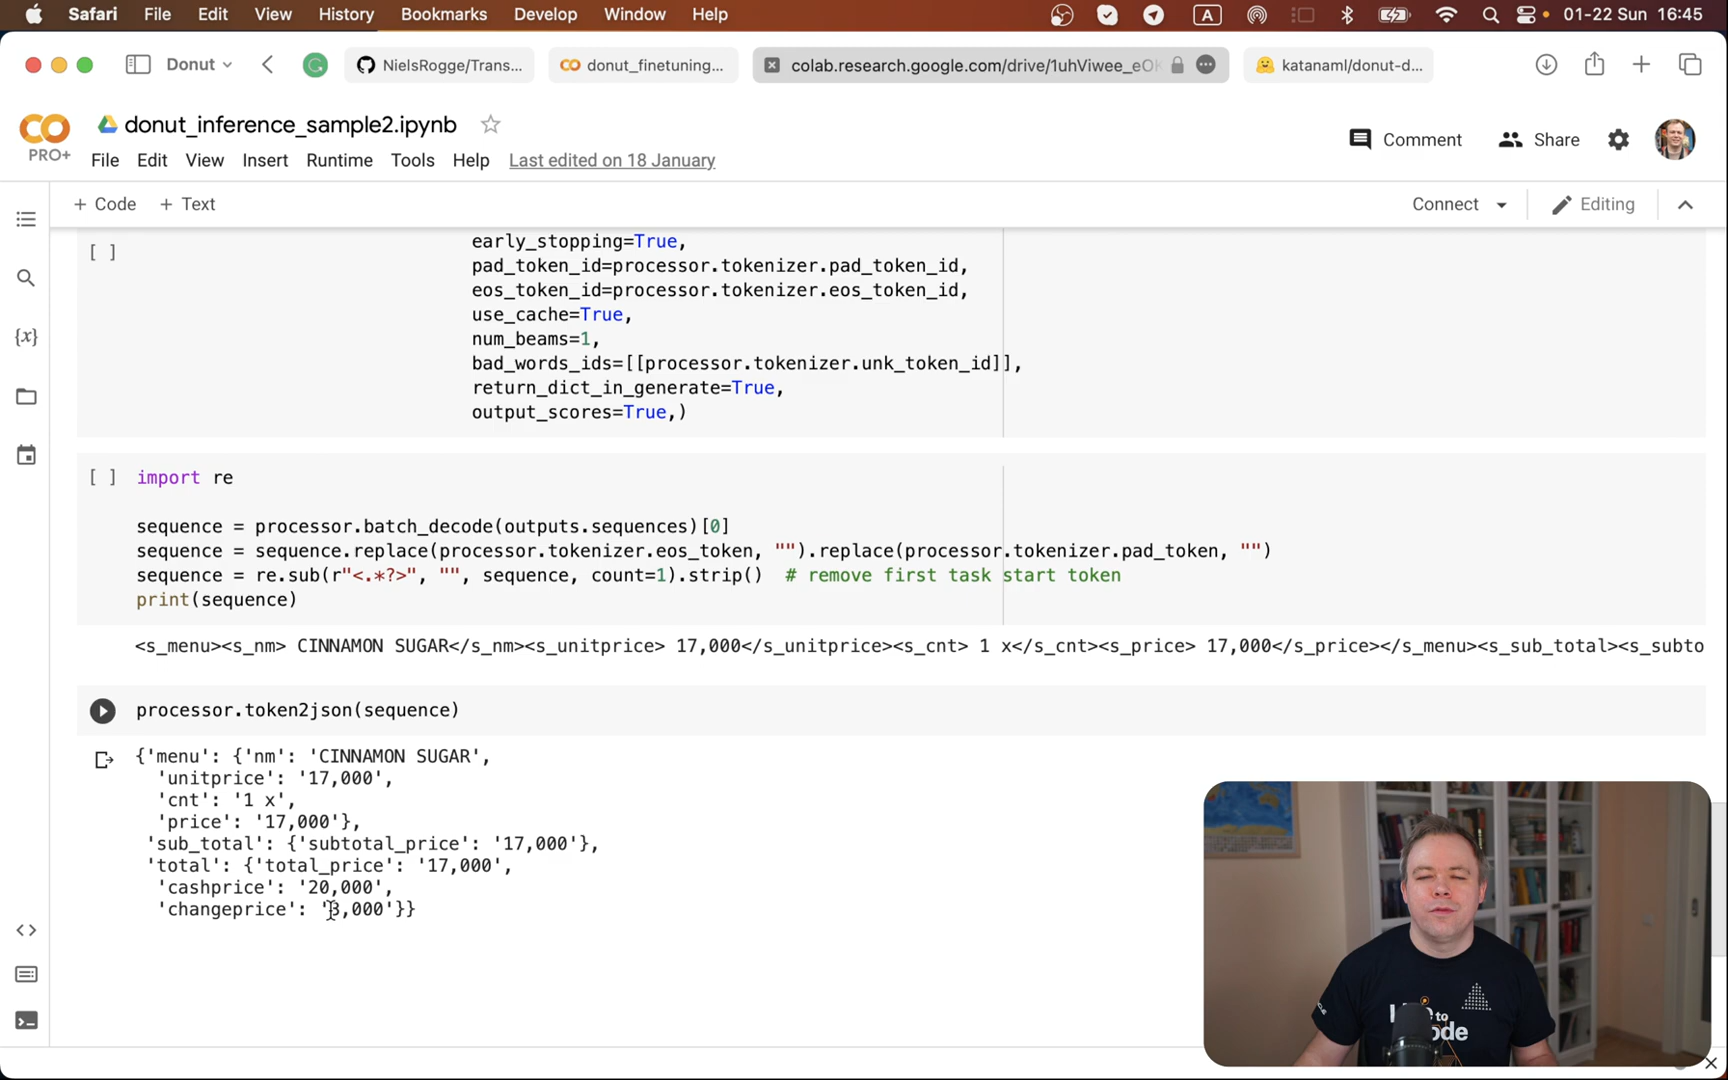 Safari File Edit View History Bookmarks Develop Window Help A 01-22 Sun 16:45
Donut NielsRogge/Trans... donut_finetuning... colab.research.google.com/drive/1uhViwee_eOK katanaml/donut-d...
donut_inference_sample2.ipynb
PRO+
File Edit View Insert Runtime Tools Help Last edited on 18 January
Comment Share
+ Code + Text Connect Editing
{x}
[ ]
early_stopping=True,
pad_token_id=processor.tokenizer.pad_token_id,
eos_token_id=processor.tokenizer.eos_token_id,
use_cache=True,
num_beams=1,
bad_words_ids=[[processor.tokenizer.unk_token_id]],
return_dict_in_generate=True,
output_scores=True,)
[ ] import re
sequence = processor.batch_decode(outputs.sequences)[0]
sequence = sequence.replace(processor.tokenizer.eos_token, "").replace(processor.tokenizer.pad_token, "")
sequence = re.sub(r"<.*?>", "", sequence, count=1).strip()  # remove first task start token
print(sequence)
<s_menu><s_nm> CINNAMON SUGAR</s_nm><s_unitprice> 17,000</s_unitprice><s_cnt> 1 x</s_cnt><s_price> 17,000</s_price></s_menu><s_sub_total><s_subto
processor.token2json(sequence)
{'menu': {'nm': 'CINNAMON SUGAR',
'unitprice': '17,000',
'cnt': '1 x',
'price': '17,000'},
'sub_total': {'subtotal_price': '17,000'},
'total': {'total_price': '17,000',
'cashprice': '20,000',
'changeprice': '3,000'}}
to